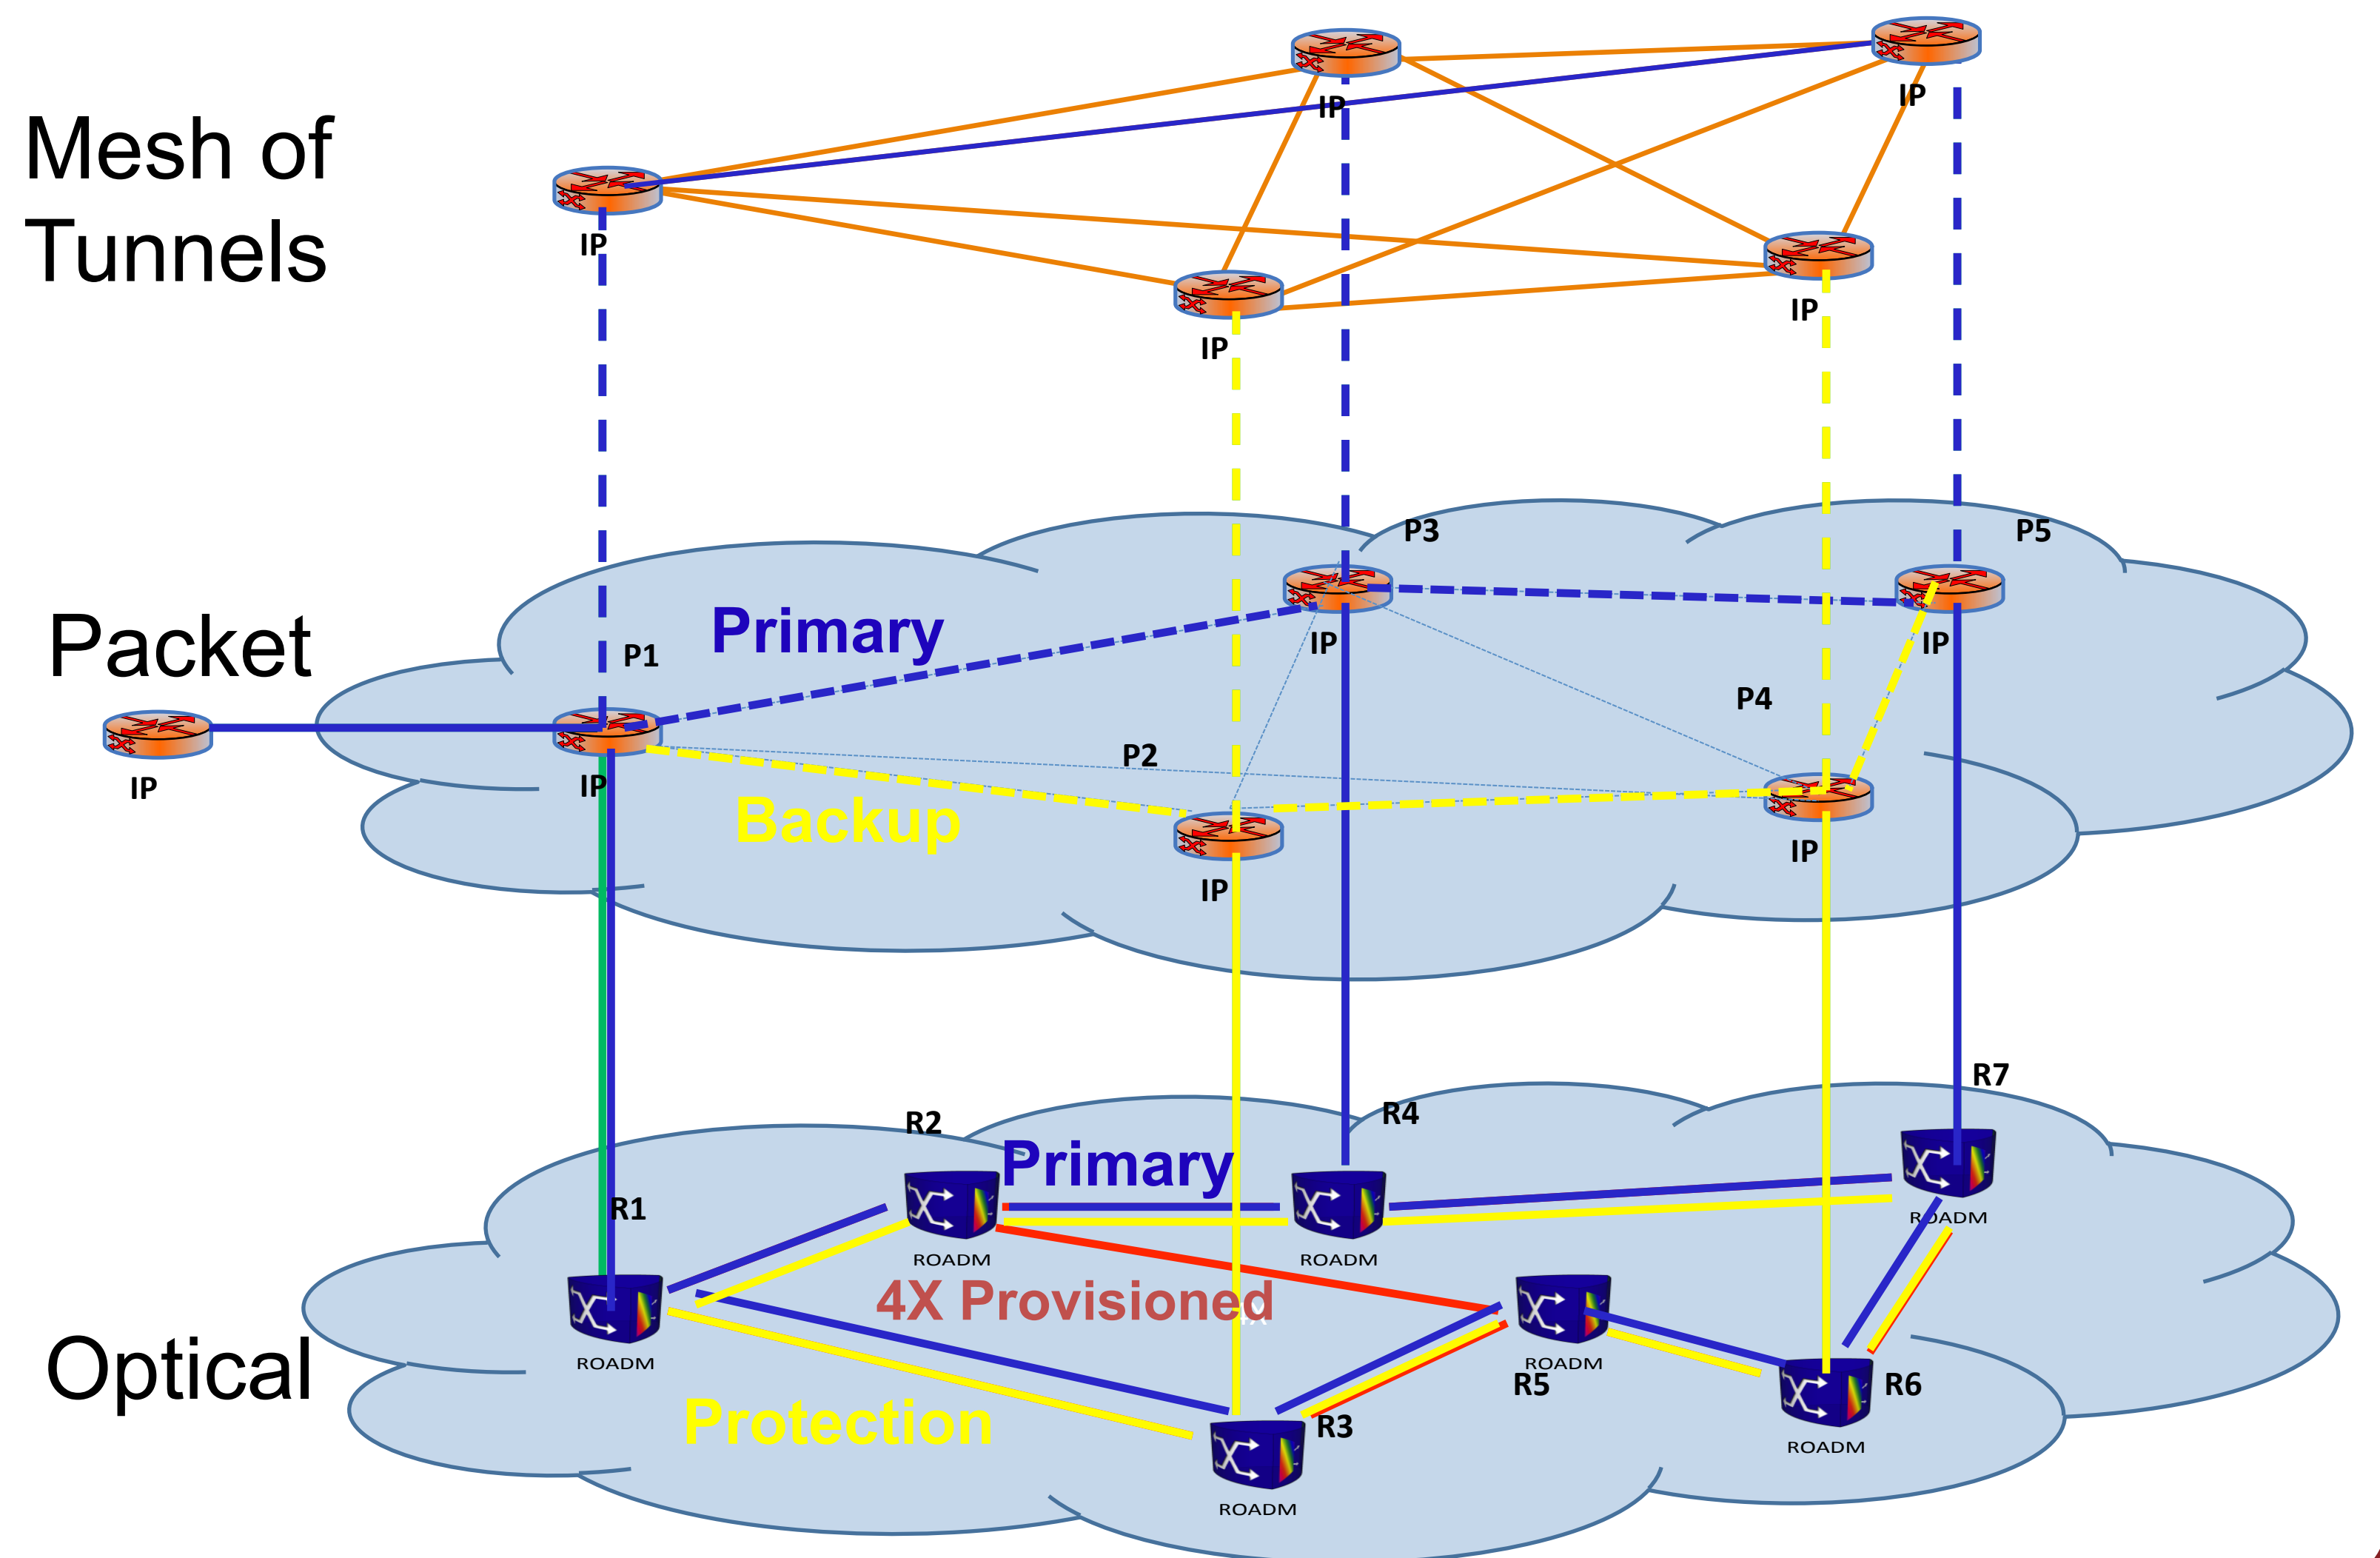 IP
IP
Mesh of
Tunnels
IP
IP
IP
P3
P5
Packet
Primary
P1
IP
IP
P4
P2
IP
IP
Backup
IP
IP
R7
R4
R2
Primary
R1
ROADM
ROADM
ROADM
4X Provisioned
4X
Optical
ROADM
ROADM
R5
R6
Protection
R3
ROADM
ROADM